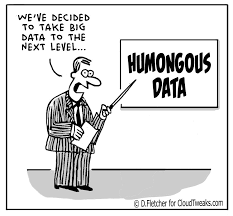 WE'VE DECIDED
TO TAKE BIG
DATA TO THE
NEXT LEVEL...
HUMONGOUS
DATA
© D.Fletcher for CloudTweaks.com